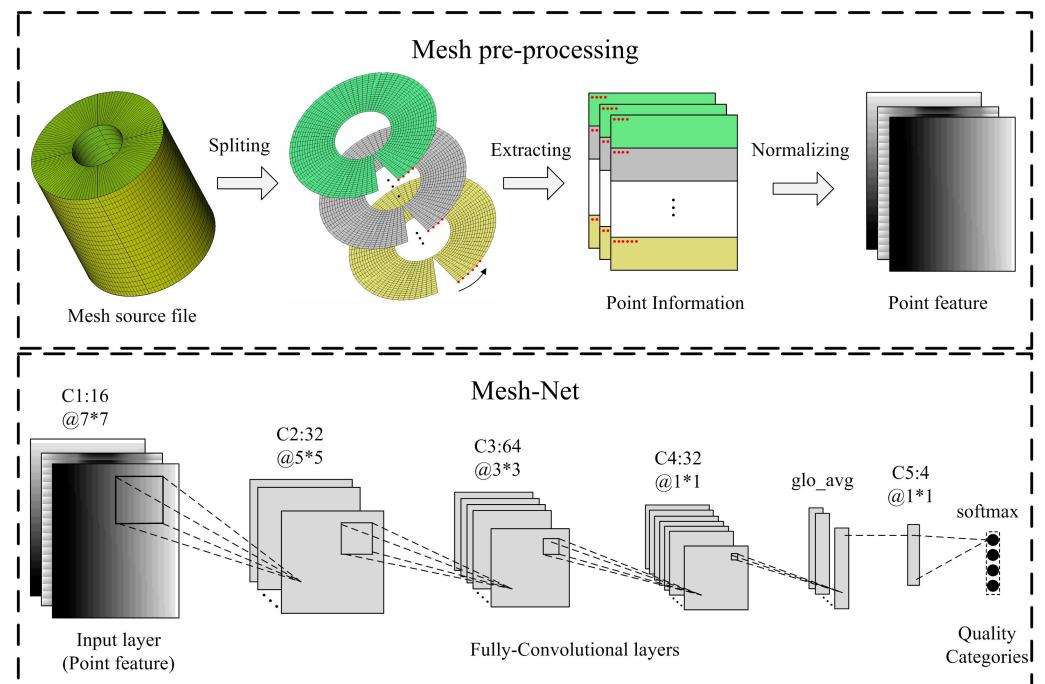 Mesh pre-processing
Spliting
Extracting
Normalizing
Mesh source file
Point Information
Point feature
Mesh-Net
C1:16
@7*7
C2:32
@5*5
C3:64
@3*3
C4:32
@1*1
glo_avg
C5:4
@1*1
softmax
Input layer
(Point feature)
Fully-Convolutional layers
Quality
Categories